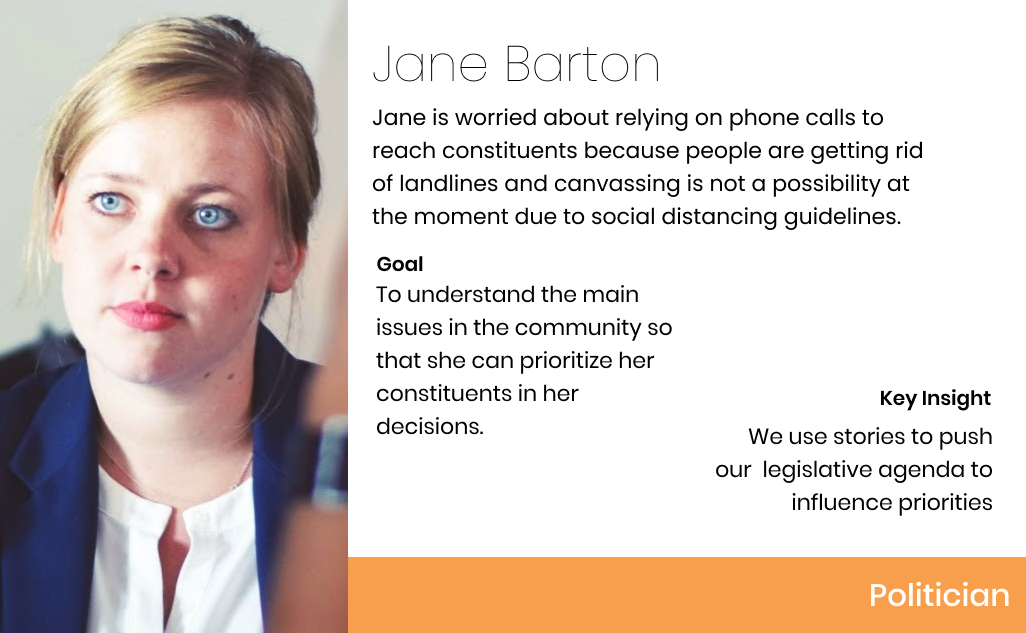 Jane Barton
Jane is worried about relying on phone calls to
reach constituents because people are getting rid
of landlines and canvassing is not a possibility at
the moment due to social distancing guidelines.
Goal
To understand the main
issues in the community so
that she can prioritize her
constituents in her
decisions.
Key Insight
We use stories to push
our  legislative agenda to
influence priorities
Politician